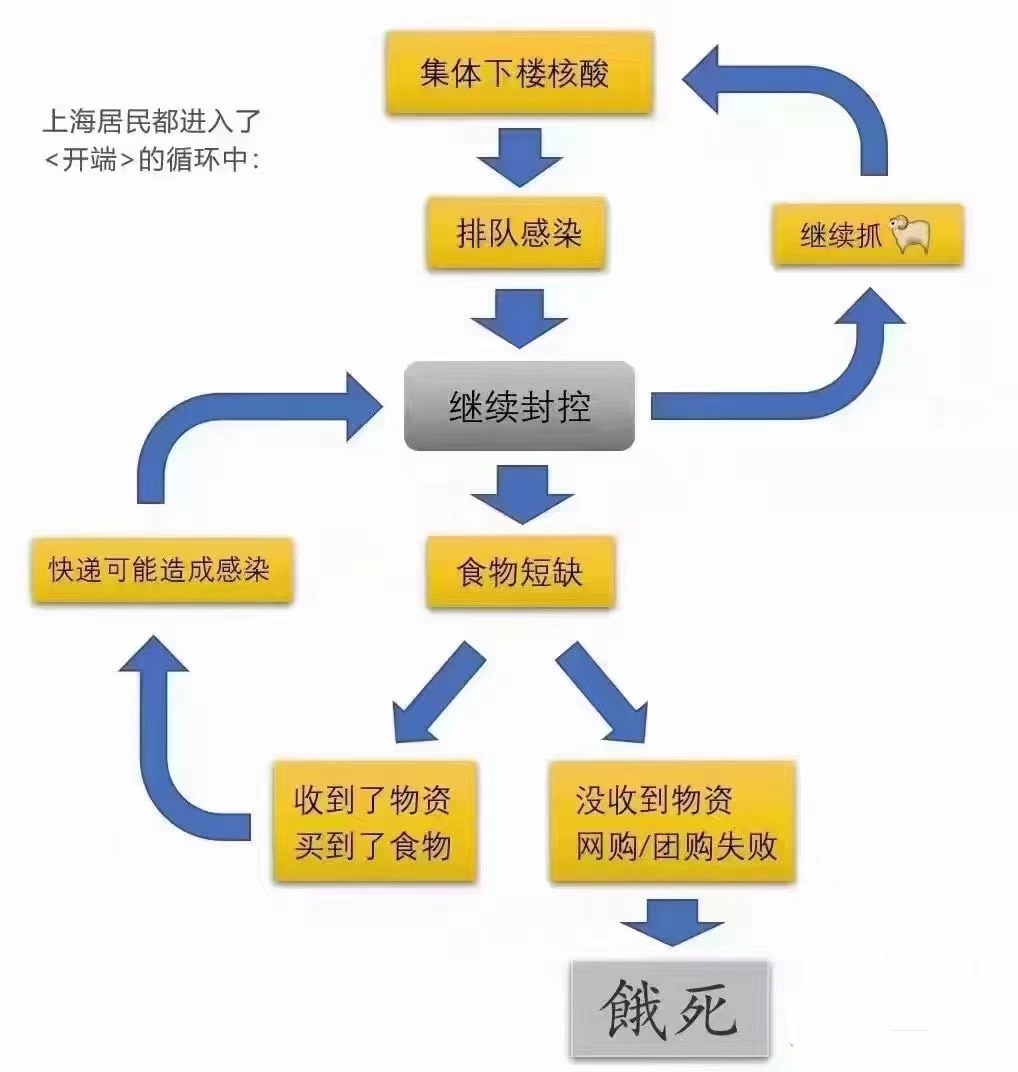 集体下楼核酸
上海居民都进入了
<开端>的循环中：
排队感染
继续抓
继续封控
快递可能造成感染
食物短缺
收到了物资
买到了食物
没收到物资
网购/团购失败
餓死